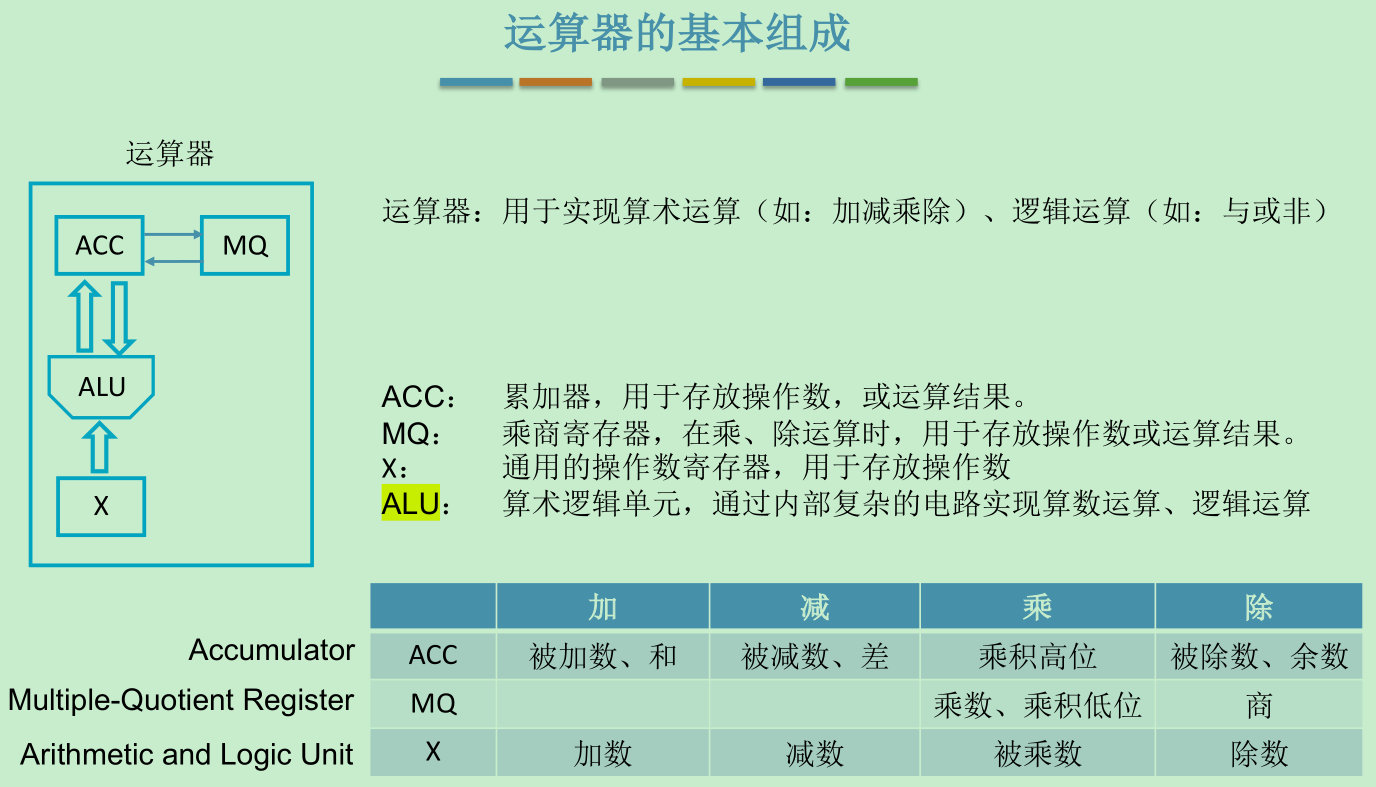 运算器的基本组成
运算器
ACC
MQ
ALU
X
运算器：用于实现算术运算（如：加减乘除）、逻辑运算（如：与或非）
ACC： 累加器，用于存放操作数，或运算结果。
MQ： 乘商寄存器，在乘、除运算时，用于存放操作数或运算结果。
X： 通用的操作数寄存器，用于存放操作数
ALU： 算术逻辑单元，通过内部复杂的电路实现算数运算、逻辑运算
加 减 乘 除
Accumulator ACC 被加数、和 被减数、差 乘积高位 被除数、余数
Multiple-Quotient Register MQ 乘数、乘积低位 商
Arithmetic and Logic Unit X 加数 减数 被乘数 除数